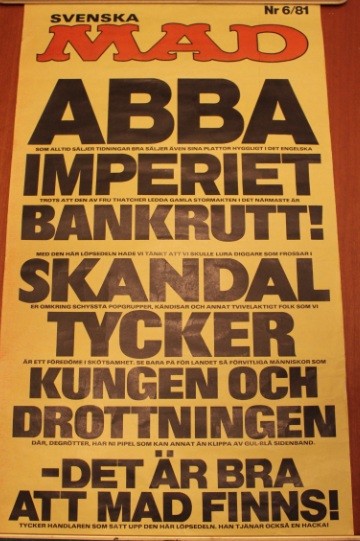 SVENSKA
Nr 6/81
MAD
ABBA
SOM ALLTID SÄLJER TIDNINGAR BRA SÄLJER ÄVEN SINA PLATTOR HYGGLIGT I DET ENGELSKA
IMPERIET
TROTS ATT DEN AV FRU THATCHER LEDDA GAMLA STORMAKTEN I DET NÄRMASTE ÄR
BANKRUTT!
MED DEN HÄR LÖPSEDELN HADE VI TÄNKT ATT VI SKULLE LURA DIGGARE SOM FROSSAR I
SKANDAL
ER OMKRING SCHYSSTA POPGRUPPER, KÄNDISAR OCH ANNAT TVIVELAKTIGT FOLK SOM VI
TYCKER
ÄR ETT FÖREDÖME I SKÖTSAMHET. SE BARA PÅ FÖR LANDET SÅ FÖRVITLIGA MÄNNISKOR SOM
KUNGEN OCH
DROTTNINGEN
DÄR, DEGRÖTTER, HAR NI PIPEL SOM KAN ANNAT ÄN KLIPPA AV GUL-BLÅ SIDENBAND.
-DET ÄR BRA
ATT MAD FINNS!
TYCKER HANDLAREN SOM SATT UPP DEN HÄR LÖPSEDELN. HAN TJÄNAR OCKSÅ EN HACKA!